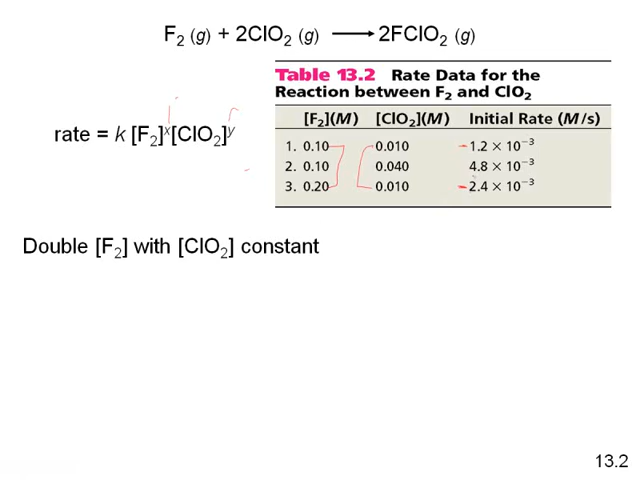 F₂ (g) + 2ClO₂ (g) ⟶ 2FClO₂ (g)
Table 13.2 Rate Data for the
Reaction between F₂ and ClO₂
[F₂](M) [ClO₂](M) Initial Rate (M/s)
1. 0.10 0.010 1.2 × 10⁻³
2. 0.10 0.040 4.8 × 10⁻³
3. 0.20 0.010 2.4 × 10⁻³
rate = k [F₂]ˣ[ClO₂]ʸ
Double [F₂] with [ClO₂] constant
13.2